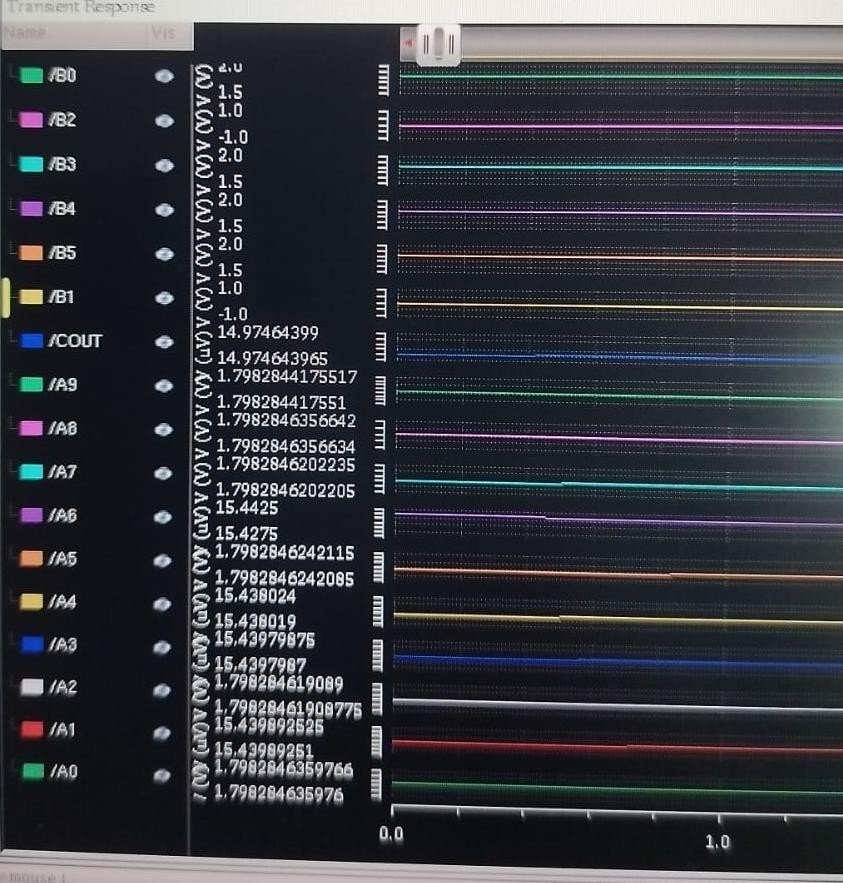 Transient Response
Name Vis
/B0 2.0
1.5
/B2 1.0
-1.0
/B3 2.0
1.5
/B4 2.0
1.5
/B5 2.0
1.5
/B1 1.0
-1.0
/COUT 14.97464399
14.974643965
/A9 1.7982844175517
1.798284417551
/A8 1.7982846356642
1.7982846356634
/A7 1.7982846202235
1.7982846202205
/A6 15.4425
15.4275
/A5 1.7982846242115
1.7982846242085
/A4 15.438024
15.438019
/A3 15.43979875
15.4397987
/A2 1.798284619089
1.79828461908775
/A1 15.439892525
15.43989251
/A0 1.7982846359766
1.798284635976
0.0 1.0
mouse L